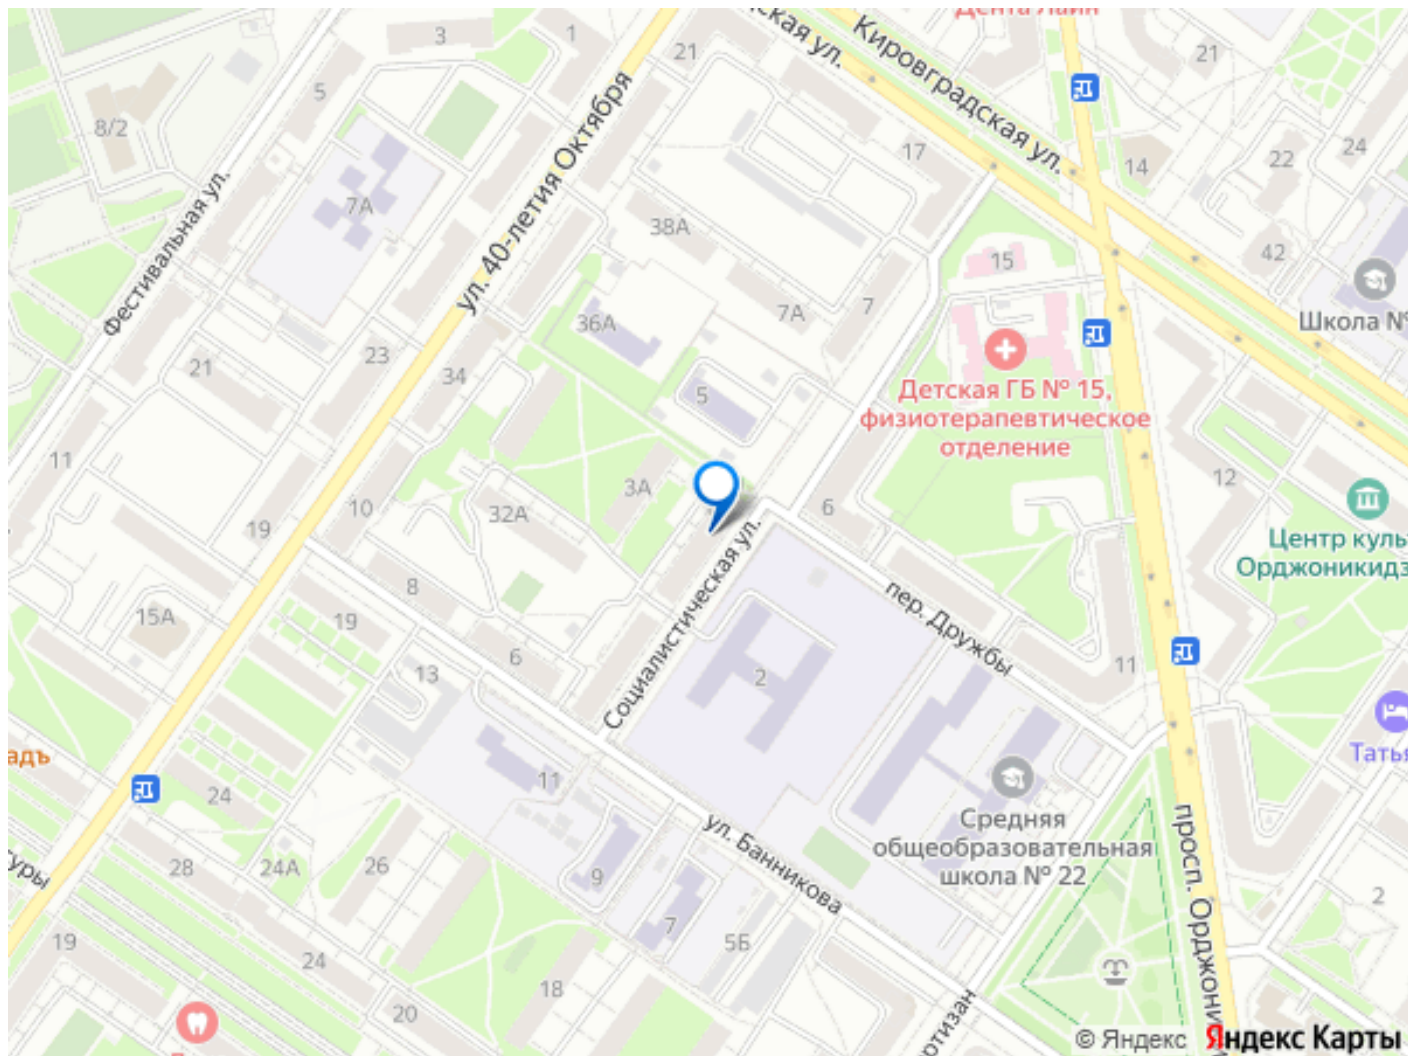 Дента Лайн
3
1
21
21
ская ул.
Кировградская ул.
5
8/2
24
22
14
17
ул. 40-летия Октября
Фестивальная ул.
7А
38А
42
15
Школа №
7А
7
36А
23
21
34
5
Детская ГБ № 15,
физиотерапевтическое
отделение
11
12
3А
10
32А
6
19
Центр куль
Орджоникидз
8
пер. Дружбы
15А
19
Социалистическая ул.
6
13
2
11
Татья
адъ
11
24
Средняя
общеобразовательная
школа № 22
ул. Банникова
просп. Орджони
туры
28
24А
26
9
2
7
5Б
19
24
18
20
ртизан
© Яндекс Яндекс Карты